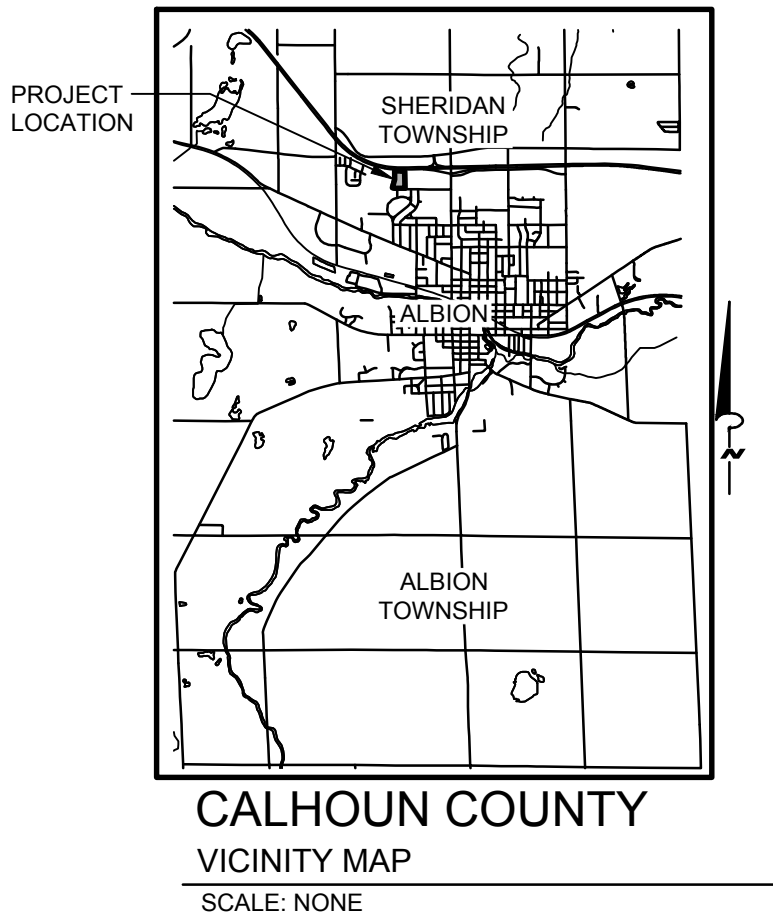 PROJECT
LOCATION
SHERIDAN
TOWNSHIP
ALBION
N
ALBION
TOWNSHIP
CALHOUN COUNTY
VICINITY MAP
SCALE: NONE